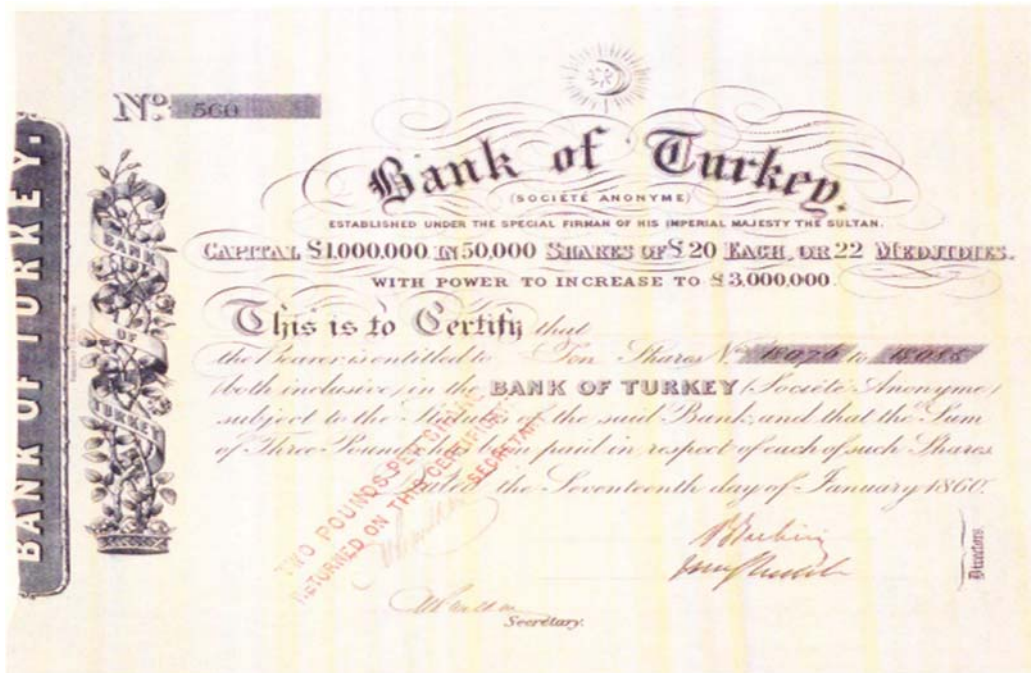 BANK OF TURKEY.
Nº 560
BANK
OF
TURKEY
Bank of Turkey.
(SOCIÉTÉ ANONYME)
ESTABLISHED UNDER THE SPECIAL FIRMAN OF HIS IMPERIAL MAJESTY THE SULTAN.
CAPITAL £1.000.000 IN 50,000 SHARES OF £20 EACH, OR 22 MEDJIDIES.
WITH POWER TO INCREASE TO £3,000,000.
This is to Certify that
the Bearer is entitled to Ten Shares Nº to
(both inclusive) in the BANK OF TURKEY (Société Anonyme)
subject to the Statutes of the said Bank, and that the Sum
of Three Pounds has been paid in respect of each of such Shares.
Dated the Seventeenth day of January 1860.
TWO POUNDS PER
RETURNED ON THIS CERTIFICATE
SECRETARY
Directors.
Secretary.